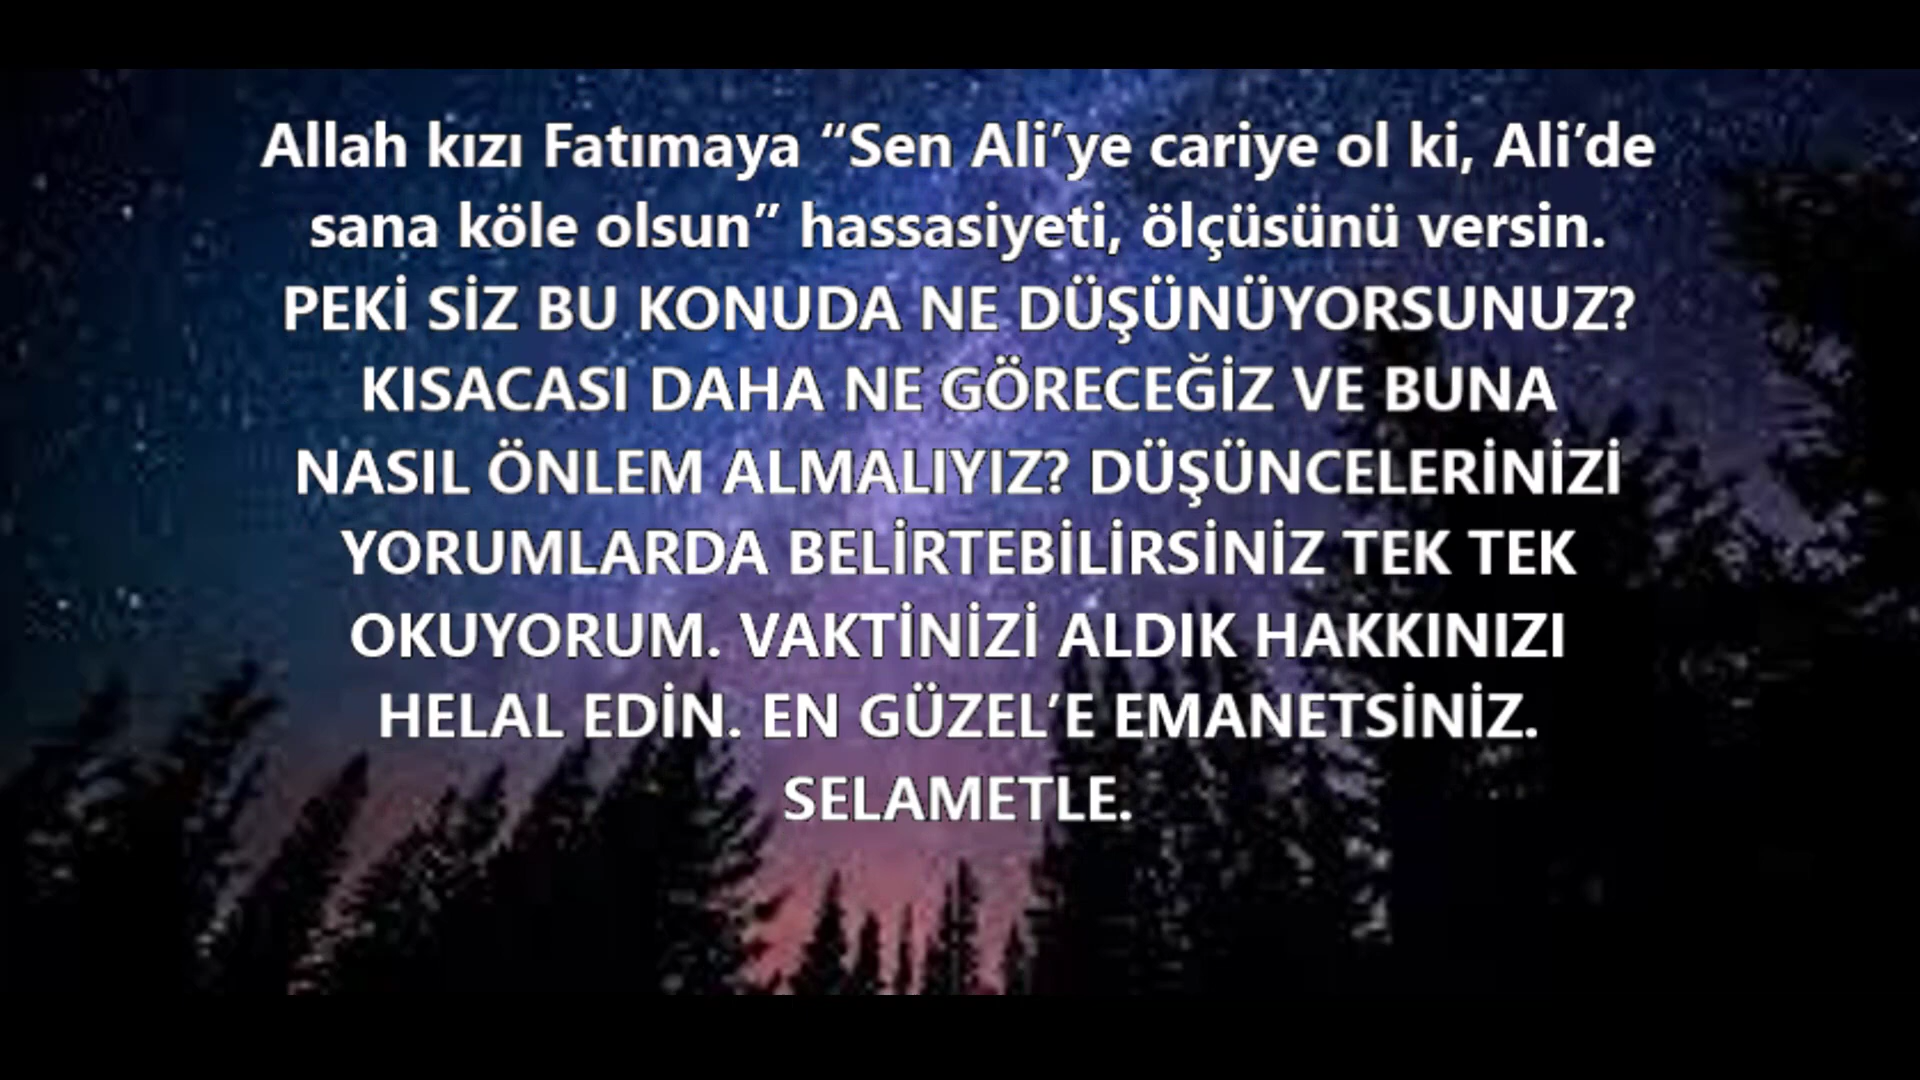 Allah kızı Fatımaya “Sen Ali’ye cariye ol ki, Ali’de
sana köle olsun” hassasiyeti, ölçüsünü versin.
PEKİ SİZ BU KONUDA NE DÜŞÜNÜYORSUNUZ?
KISACASI DAHA NE GÖRECEĞİZ VE BUNA
NASIL ÖNLEM ALMALIYIZ? DÜŞÜNCELERİNİZİ
YORUMLARDA BELİRTEBİLİRSİNİZ TEK TEK
OKUYORUM. VAKTİNİZİ ALDIK HAKKINIZI
HELAL EDİN. EN GÜZEL’E EMANETSİNİZ.
SELAMETLE.